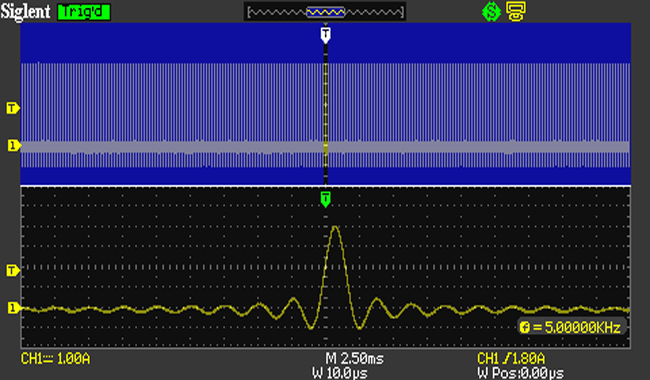 Siglent Trig'd
T
T
1
T
T
1
f = 5.00000KHz
CH1 1.00A M 2.50ms CH1 /1.80A
W 10.0µs W Pos:0.00µs